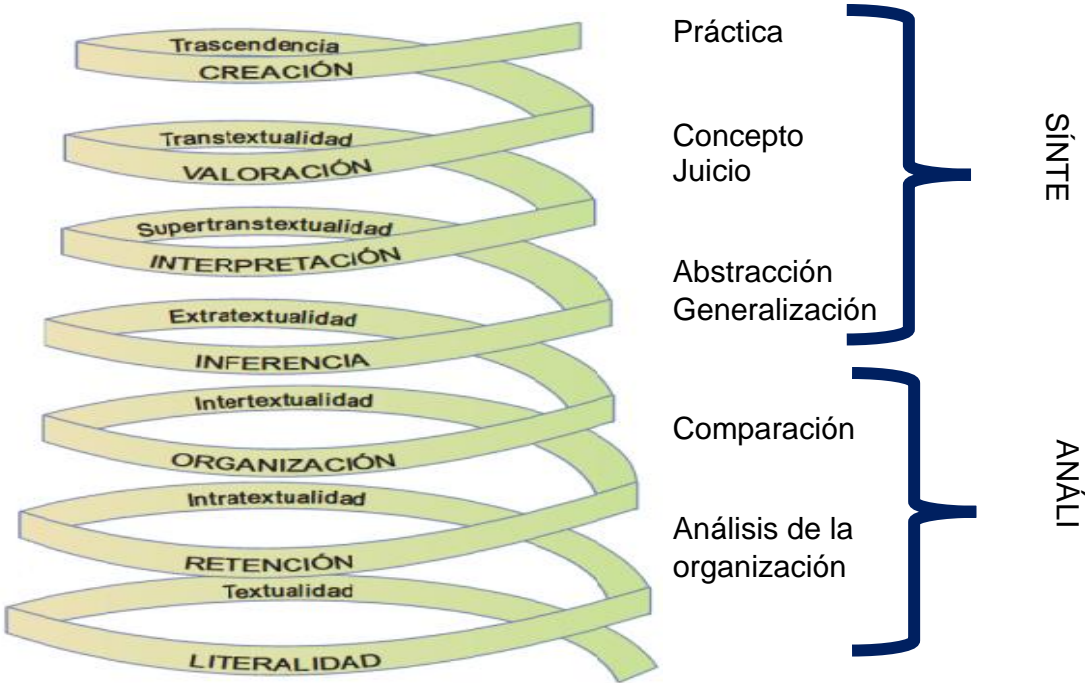 Trascendencia
CREACIÓN
Transtextualidad
VALORACIÓN
Supertranstextualidad
INTERPRETACIÓN
Extratextualidad
INFERENCIA
Intertextualidad
ORGANIZACIÓN
Intratextualidad
RETENCIÓN
Textualidad
LITERALIDAD
Práctica
Concepto
Juicio
Abstracción
Generalización
Comparación
Análisis de la
organización
SÍNTE
ANÁLI